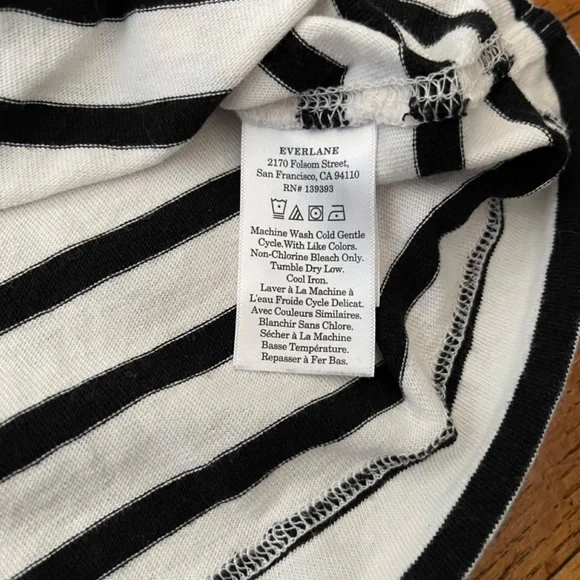 EVERLANE
2170 Folsom Street,
San Francisco, CA 94110
RN# 139393
Machine Wash Cold Gentle
Cycle.With Like Colors.
Non-Chlorine Bleach Only.
Tumble Dry Low.
Cool Iron.
Laver à La Machine à
L'eau Froide Cycle Delicat.
Avec Couleurs Similaires.
Blanchir Sans Chlore.
Sécher à La Machine
Basse Température.
Repasser à Fer Bas.